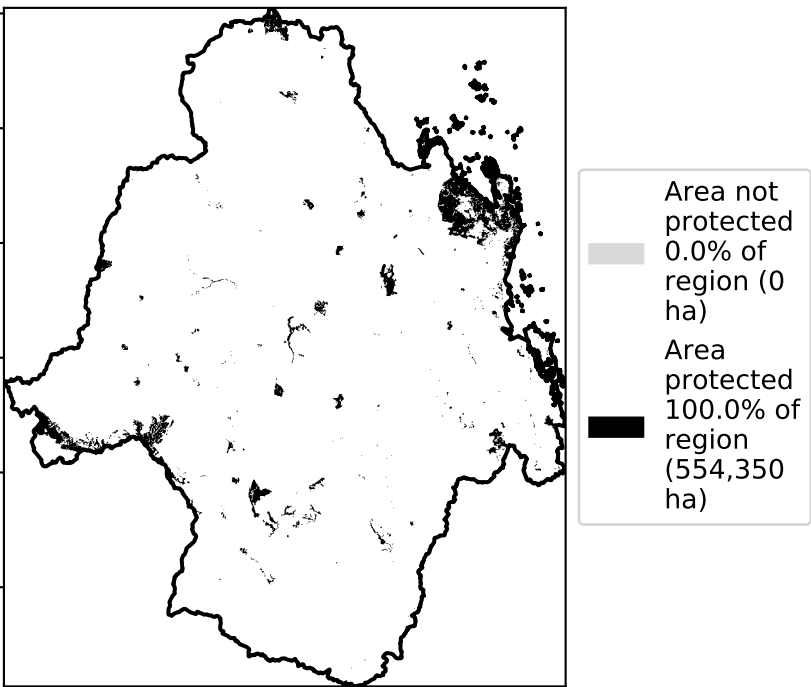 Area not
protected
0.0% of
region (0
ha)
Area
protected
100.0% of
region
(554,350
ha)